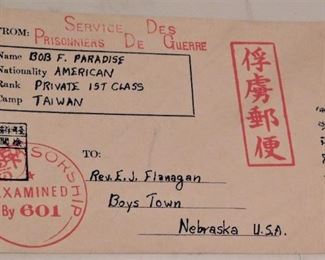 FROM: SERVICE DES
PRISONNIERS DE GUERRE
Name BOB F. PARADISE
Nationality AMERICAN
Rank PRIVATE 1ST CLASS
Camp TAIWAN
俘虜郵便
CENSORSHIP
EXAMINED
By 601
TO:
Rev. E. J. Flanagan
Boys Town
Nebraska U.S.A.